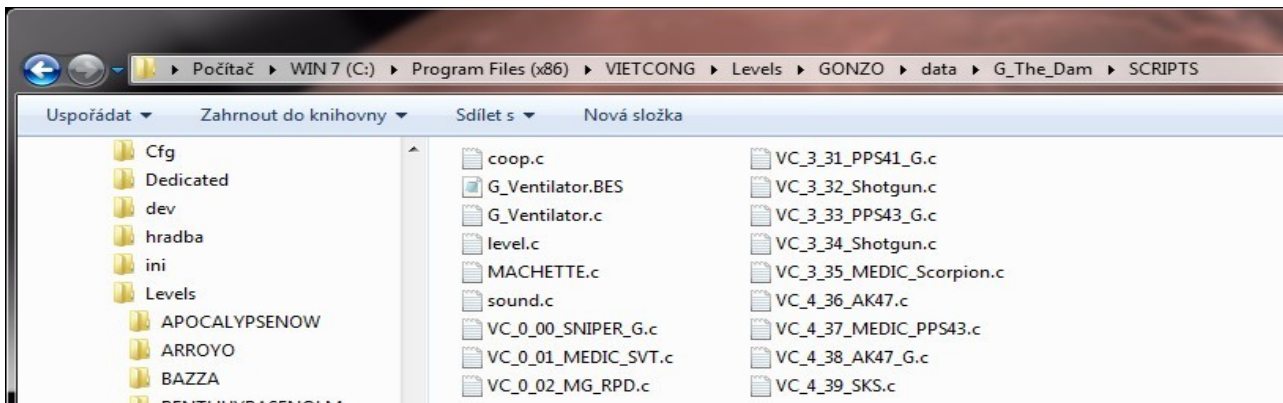 Počítač ▸ WIN 7 (C:) ▸ Program Files (x86) ▸ VIETCONG ▸ Levels ▸ GONZO ▸ data ▸ G_The_Dam ▸ SCRIPTS
Uspořádat ▾ Zahrnout do knihovny ▾ Sdílet s ▾ Nová složka
Cfg
Dedicated
dev
hradba
ini
Levels
APOCALYPSENOW
ARROYO
BAZZA
coop.c
G_Ventilator.BES
G_Ventilator.c
level.c
MACHETTE.c
sound.c
VC_0_00_SNIPER_G.c
VC_0_01_MEDIC_SVT.c
VC_0_02_MG_RPD.c
VC_3_31_PPS41_G.c
VC_3_32_Shotgun.c
VC_3_33_PPS43_G.c
VC_3_34_Shotgun.c
VC_3_35_MEDIC_Scorpion.c
VC_4_36_AK47.c
VC_4_37_MEDIC_PPS43.c
VC_4_38_AK47_G.c
VC_4_39_SKS.c